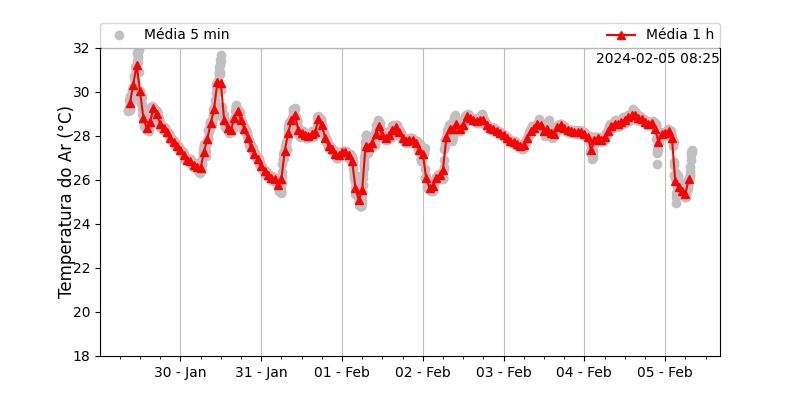 Média 5 min
Média 1 h
2024-02-05 08:25
Temperatura do Ar (°C)
32
30
28
26
24
22
20
18
30 - Jan
31 - Jan
01 - Feb
02 - Feb
03 - Feb
04 - Feb
05 - Feb